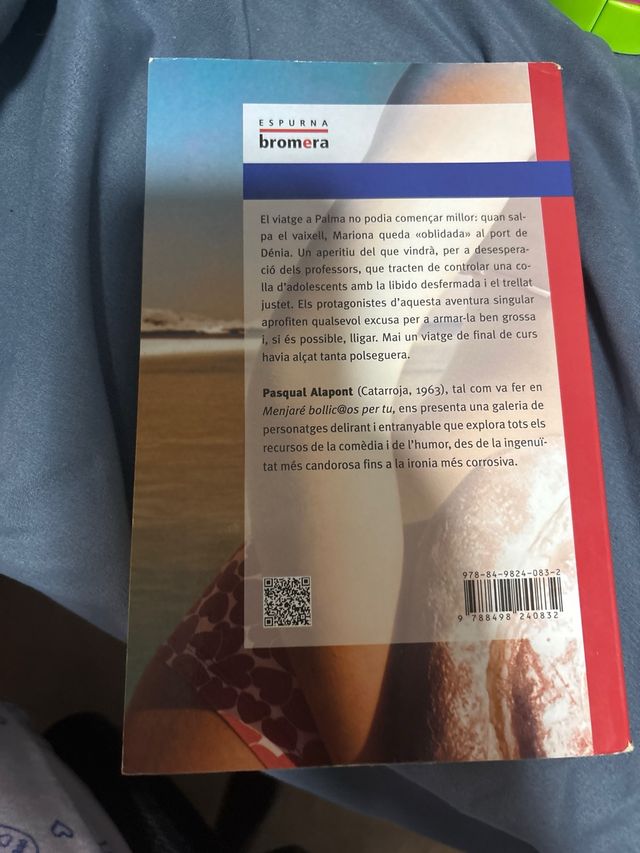 ESPURNA
bromera
El viatge a Palma no podia començar millor: quan sal-
pa el vaixell, Mariona queda «oblidada» al port de
Dénia. Un aperitiu del que vindrà, per a desespera-
ció dels professors, que tracten de controlar una co-
lla d'adolescents amb la libido desfermada i el trellat
justet. Els protagonistes d'aquesta aventura singular
aprofiten qualsevol excusa per a armar-la ben grossa
i, si és possible, lligar. Mai un viatge de final de curs
havia alçat tanta polseguera.
Pasqual Alapont (Catarroja, 1963), tal com va fer en
Menjaré bollic@os per tu, ens presenta una galeria de
personatges delirant i entranyable que explora tots els
recursos de la comèdia i de l'humor, des de la ingenuï-
tat més candorosa fins a la ironia més corrosiva.
978-84-9824-083-2
9 788498 240832